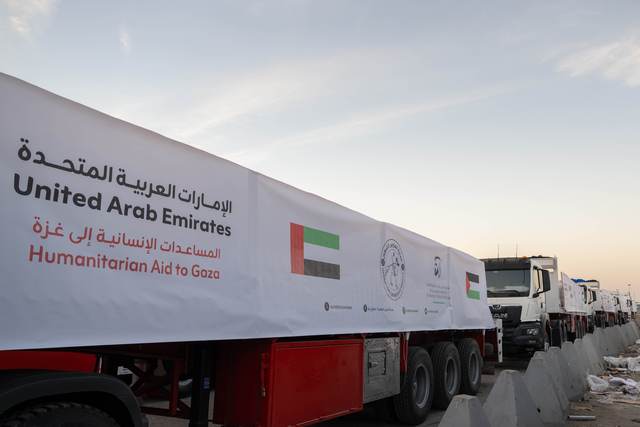 الإمارات العربية المتحدة
United Arab Emirates
المساعدات الإنسانية إلى غزة
Humanitarian Aid to Gaza